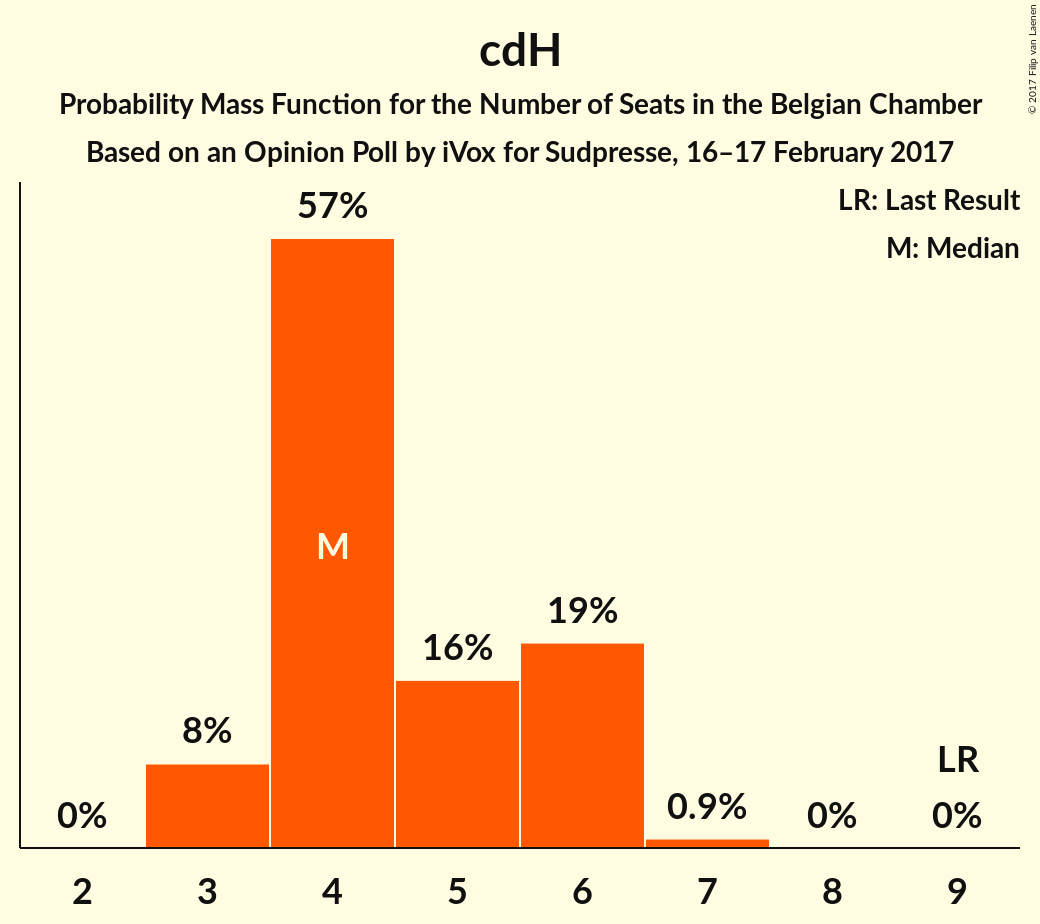 cdH
Probability Mass Function for the Number of Seats in the Belgian Chamber
Based on an Opinion Poll by iVox for Sudpresse, 16–17 February 2017
© 2017 Filip van Laenen
LR: Last Result
M: Median
57%
M
19%
16%
8%
LR
0%
0.9%
0%
0%
2 3 4 5 6 7 8 9